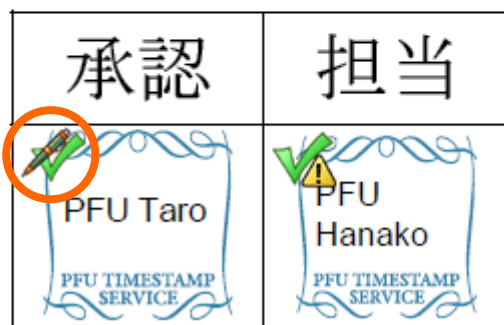 承認 担当
PFU Taro
PFU TIMESTAMP
SERVICE
PFU
Hanako
PFU TIMESTAMP
SERVICE